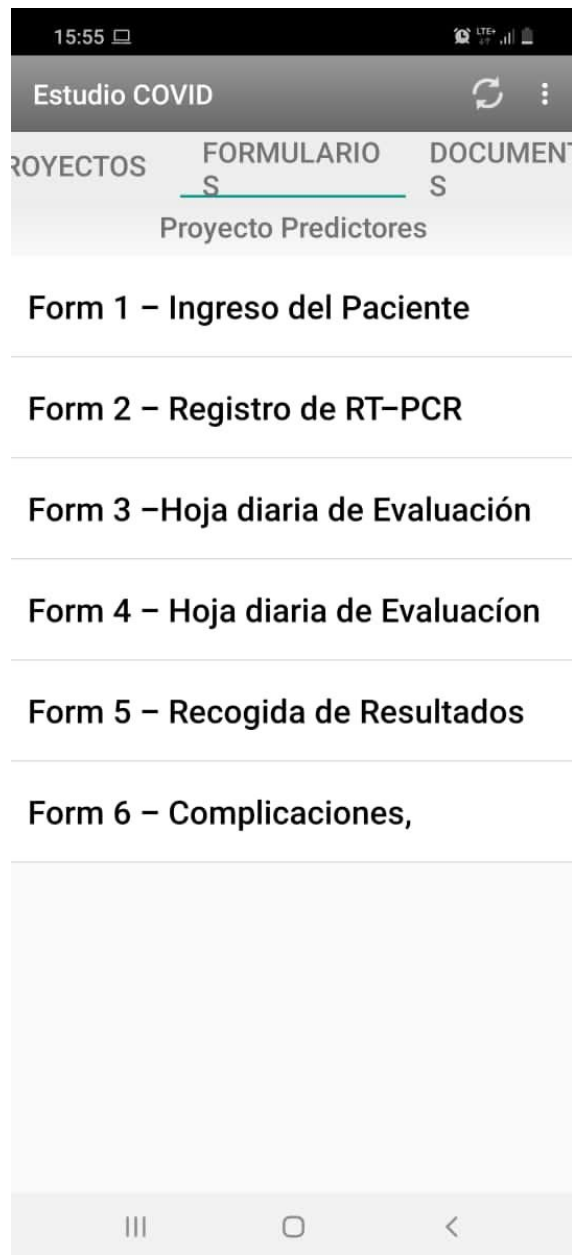 15:55
LTE+
Estudio COVID
ROYECTOS
FORMULARIO
S
DOCUMENT
S
Proyecto Predictores
Form 1 – Ingreso del Paciente
Form 2 – Registro de RT–PCR
Form 3 –Hoja diaria de Evaluación
Form 4 – Hoja diaria de Evaluacíon
Form 5 – Recogida de Resultados
Form 6 – Complicaciones,